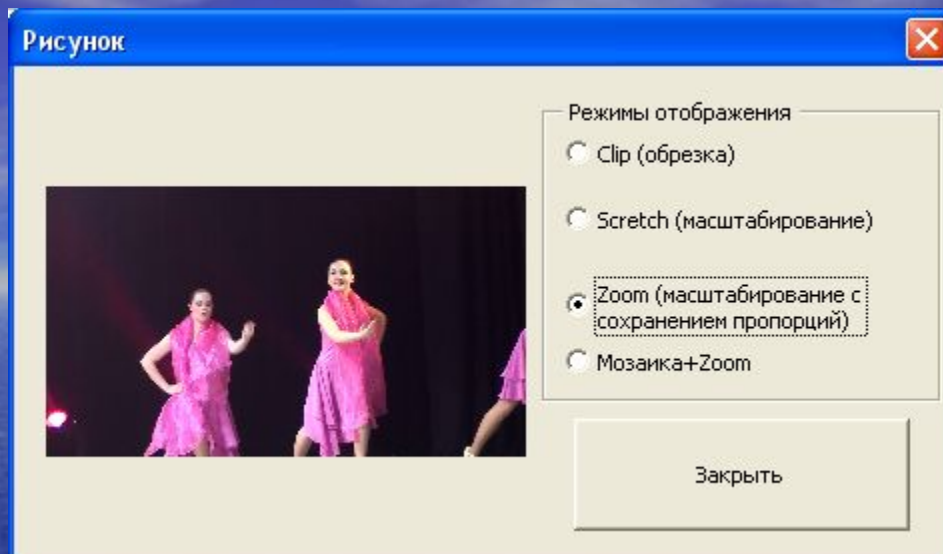 Рисунок
Режимы отображения
Clip (обрезка)
Scretch (масштабирование)
Zoom (масштабирование с
сохранением пропорций)
Мозаика+Zoom
Закрыть